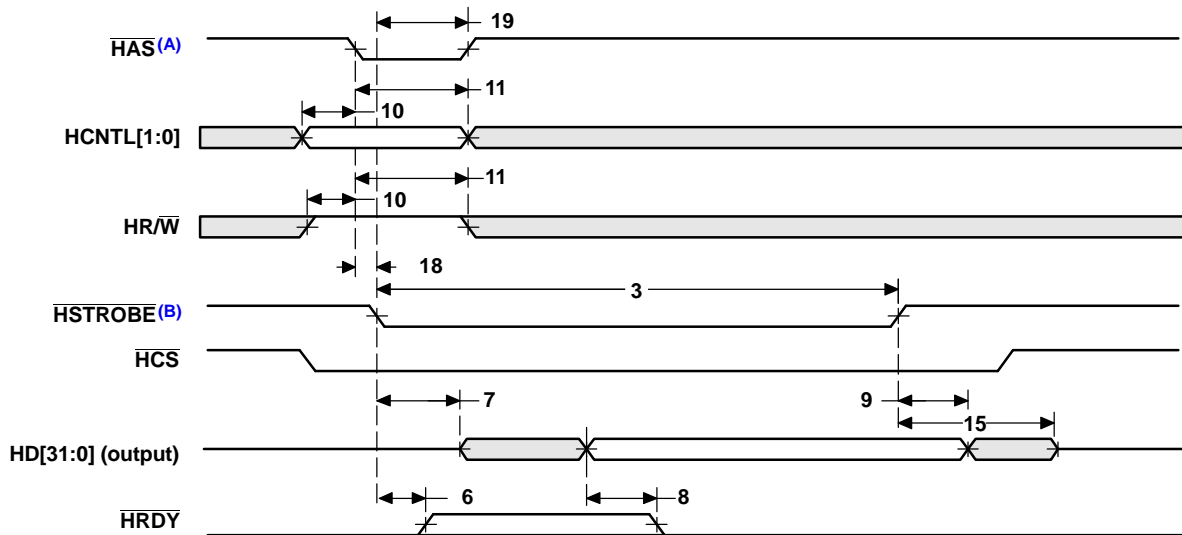 19
HAS(A)
11
10
HCNTL[1:0]
11
10
HR/W
18
3
HSTROBE(B)
HCS
7
9
15
HD[31:0] (output)
6
8
HRDY